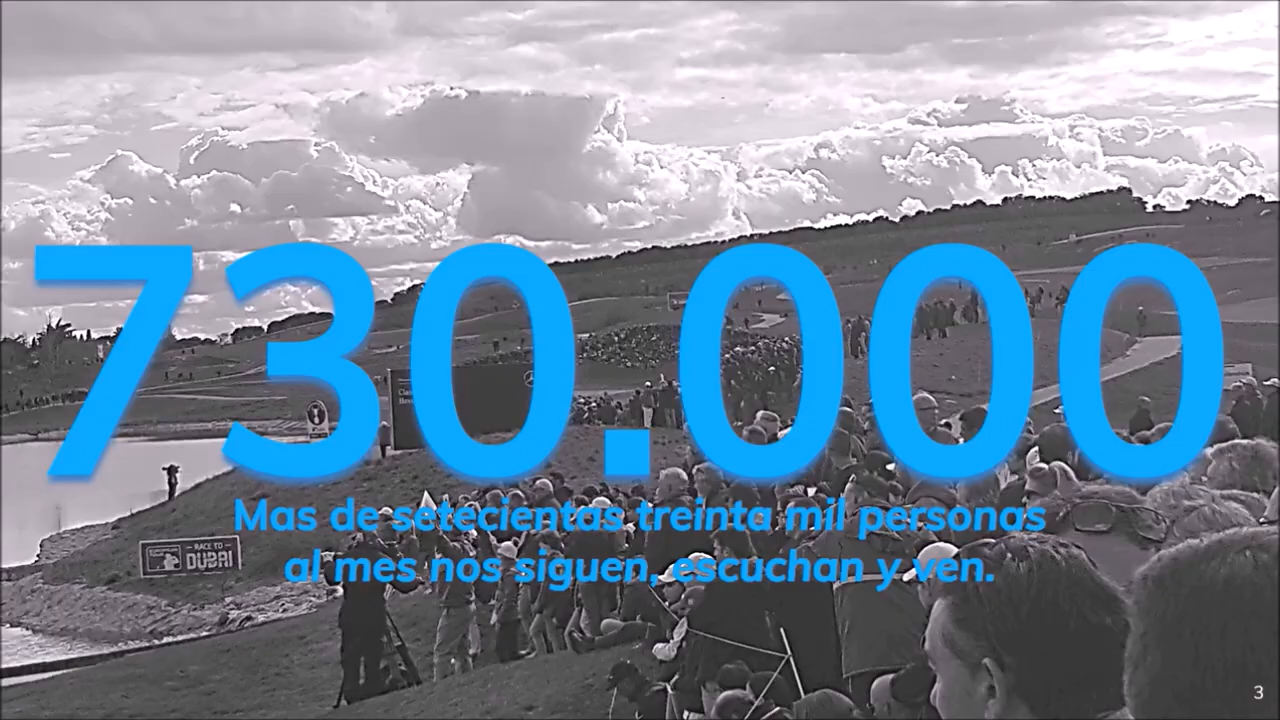 730.000
Mas de setecientas treinta mil personas
al mes nos siguen, escuchan y ven.
RACE TO
DUBAI
3